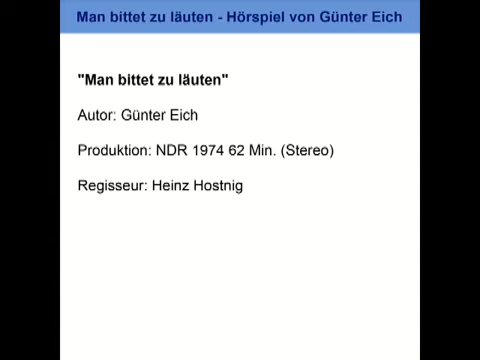 Man bittet zu läuten - Hörspiel von Günter Eich
"Man bittet zu läuten"
Autor: Günter Eich
Produktion: NDR 1974 62 Min. (Stereo)
Regisseur: Heinz Hostnig